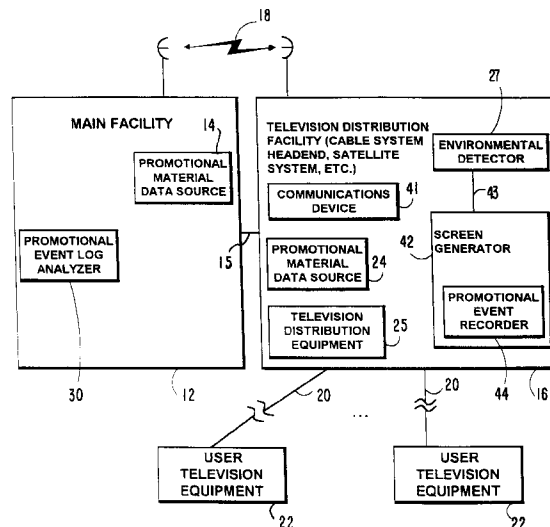 18
MAIN FACILITY
14
PROMOTIONAL
MATERIAL
DATA SOURCE
PROMOTIONAL
EVENT LOG
ANALYZER
30
12
15
TELEVISION DISTRIBUTION
FACILITY (CABLE SYSTEM
HEADEND, SATELLITE
SYSTEM, ETC.)
27
ENVIRONMENTAL
DETECTOR
COMMUNICATIONS
DEVICE
41
43
42
SCREEN
GENERATOR
PROMOTIONAL
MATERIAL
DATA SOURCE
24
PROMOTIONAL
EVENT
RECORDER
TELEVISION
DISTRIBUTION
EQUIPMENT
25
44
16
20
...
20
USER
TELEVISION
EQUIPMENT
22
USER
TELEVISION
EQUIPMENT
22